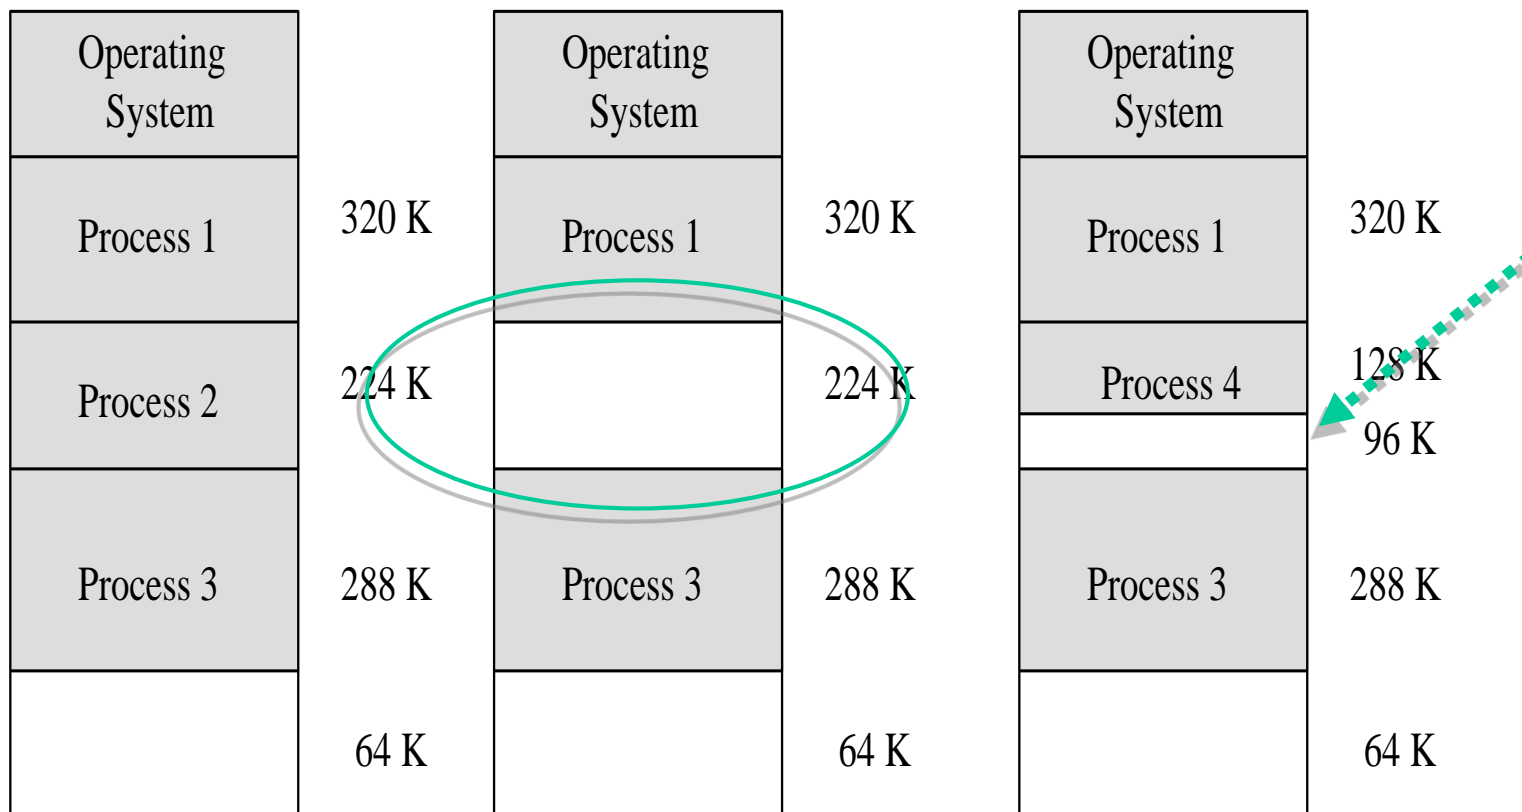 Operating
System
Process 1
320 K
Process 2
224 K
Process 3
288 K
64 K
Operating
System
Process 1
320 K
224 K
Process 3
288 K
64 K
Operating
System
Process 1
320 K
Process 4
128 K
96 K
Process 3
288 K
64 K